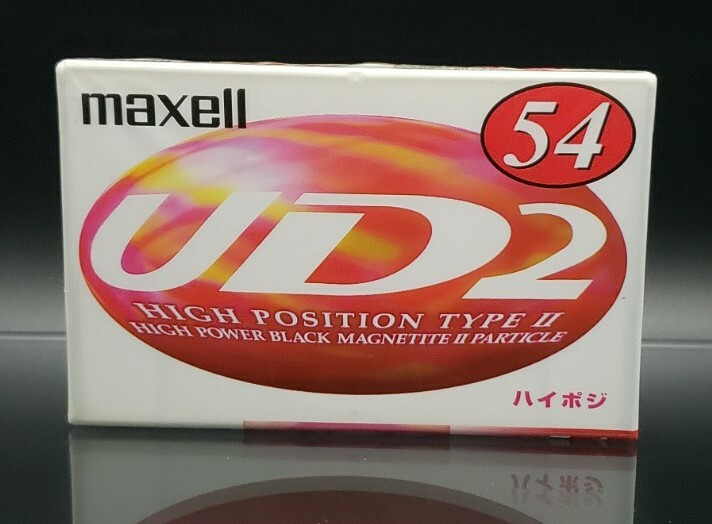 maxell
54
UD2
HIGH POSITION TYPE II
HIGH POWER BLACK MAGNETITE II PARTICLE
ハイポジ